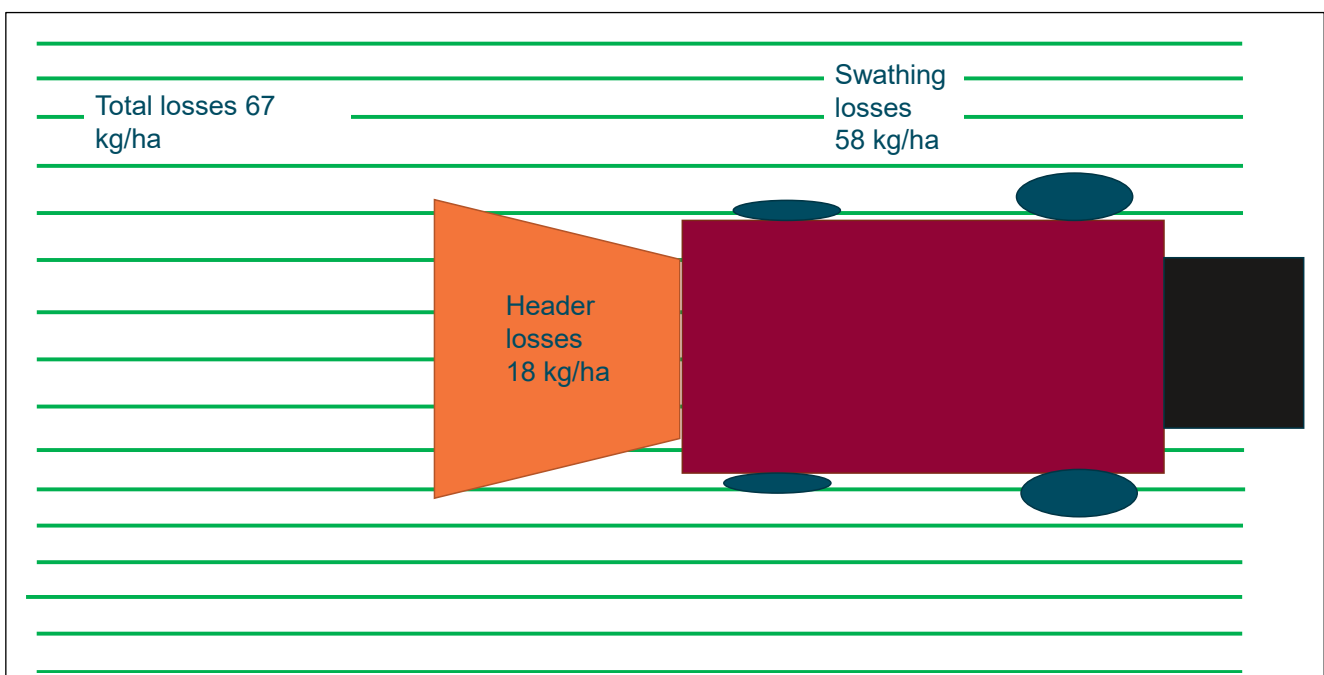 Total losses 67
kg/ha
Swathing
losses
58 kg/ha
Header
losses
18 kg/ha